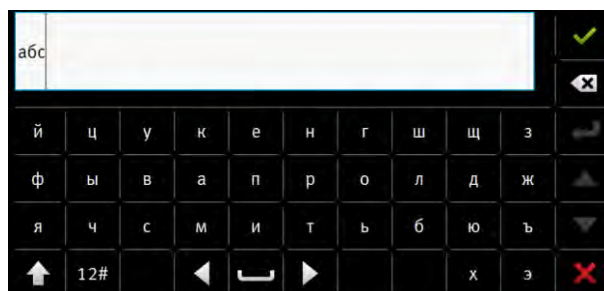 абс
й ц у к е н г ш щ з
ф ы в а п р о л д ж
я ч с м и т ь б ю ъ
12# х э